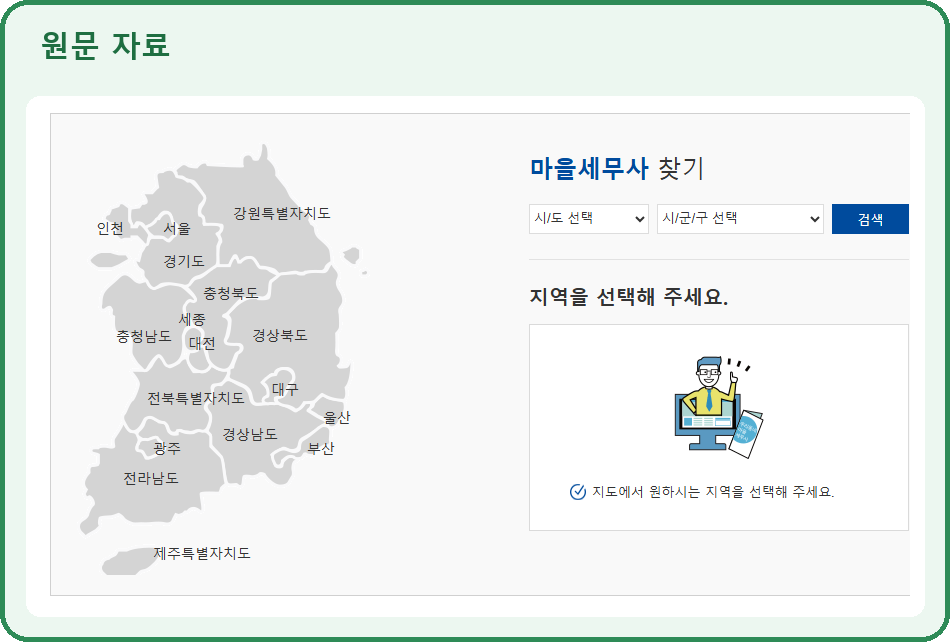 원문 자료
마을세무사 찾기
시/도 선택
시/군/구 선택
검색
지역을 선택해 주세요.
지도에서 원하시는 지역을 선택해 주세요.
강원특별자치도
인천
서울
경기도
충청북도
세종
충청남도
대전
경상북도
대구
전북특별자치도
울산
경상남도
광주
부산
전라남도
제주특별자치도